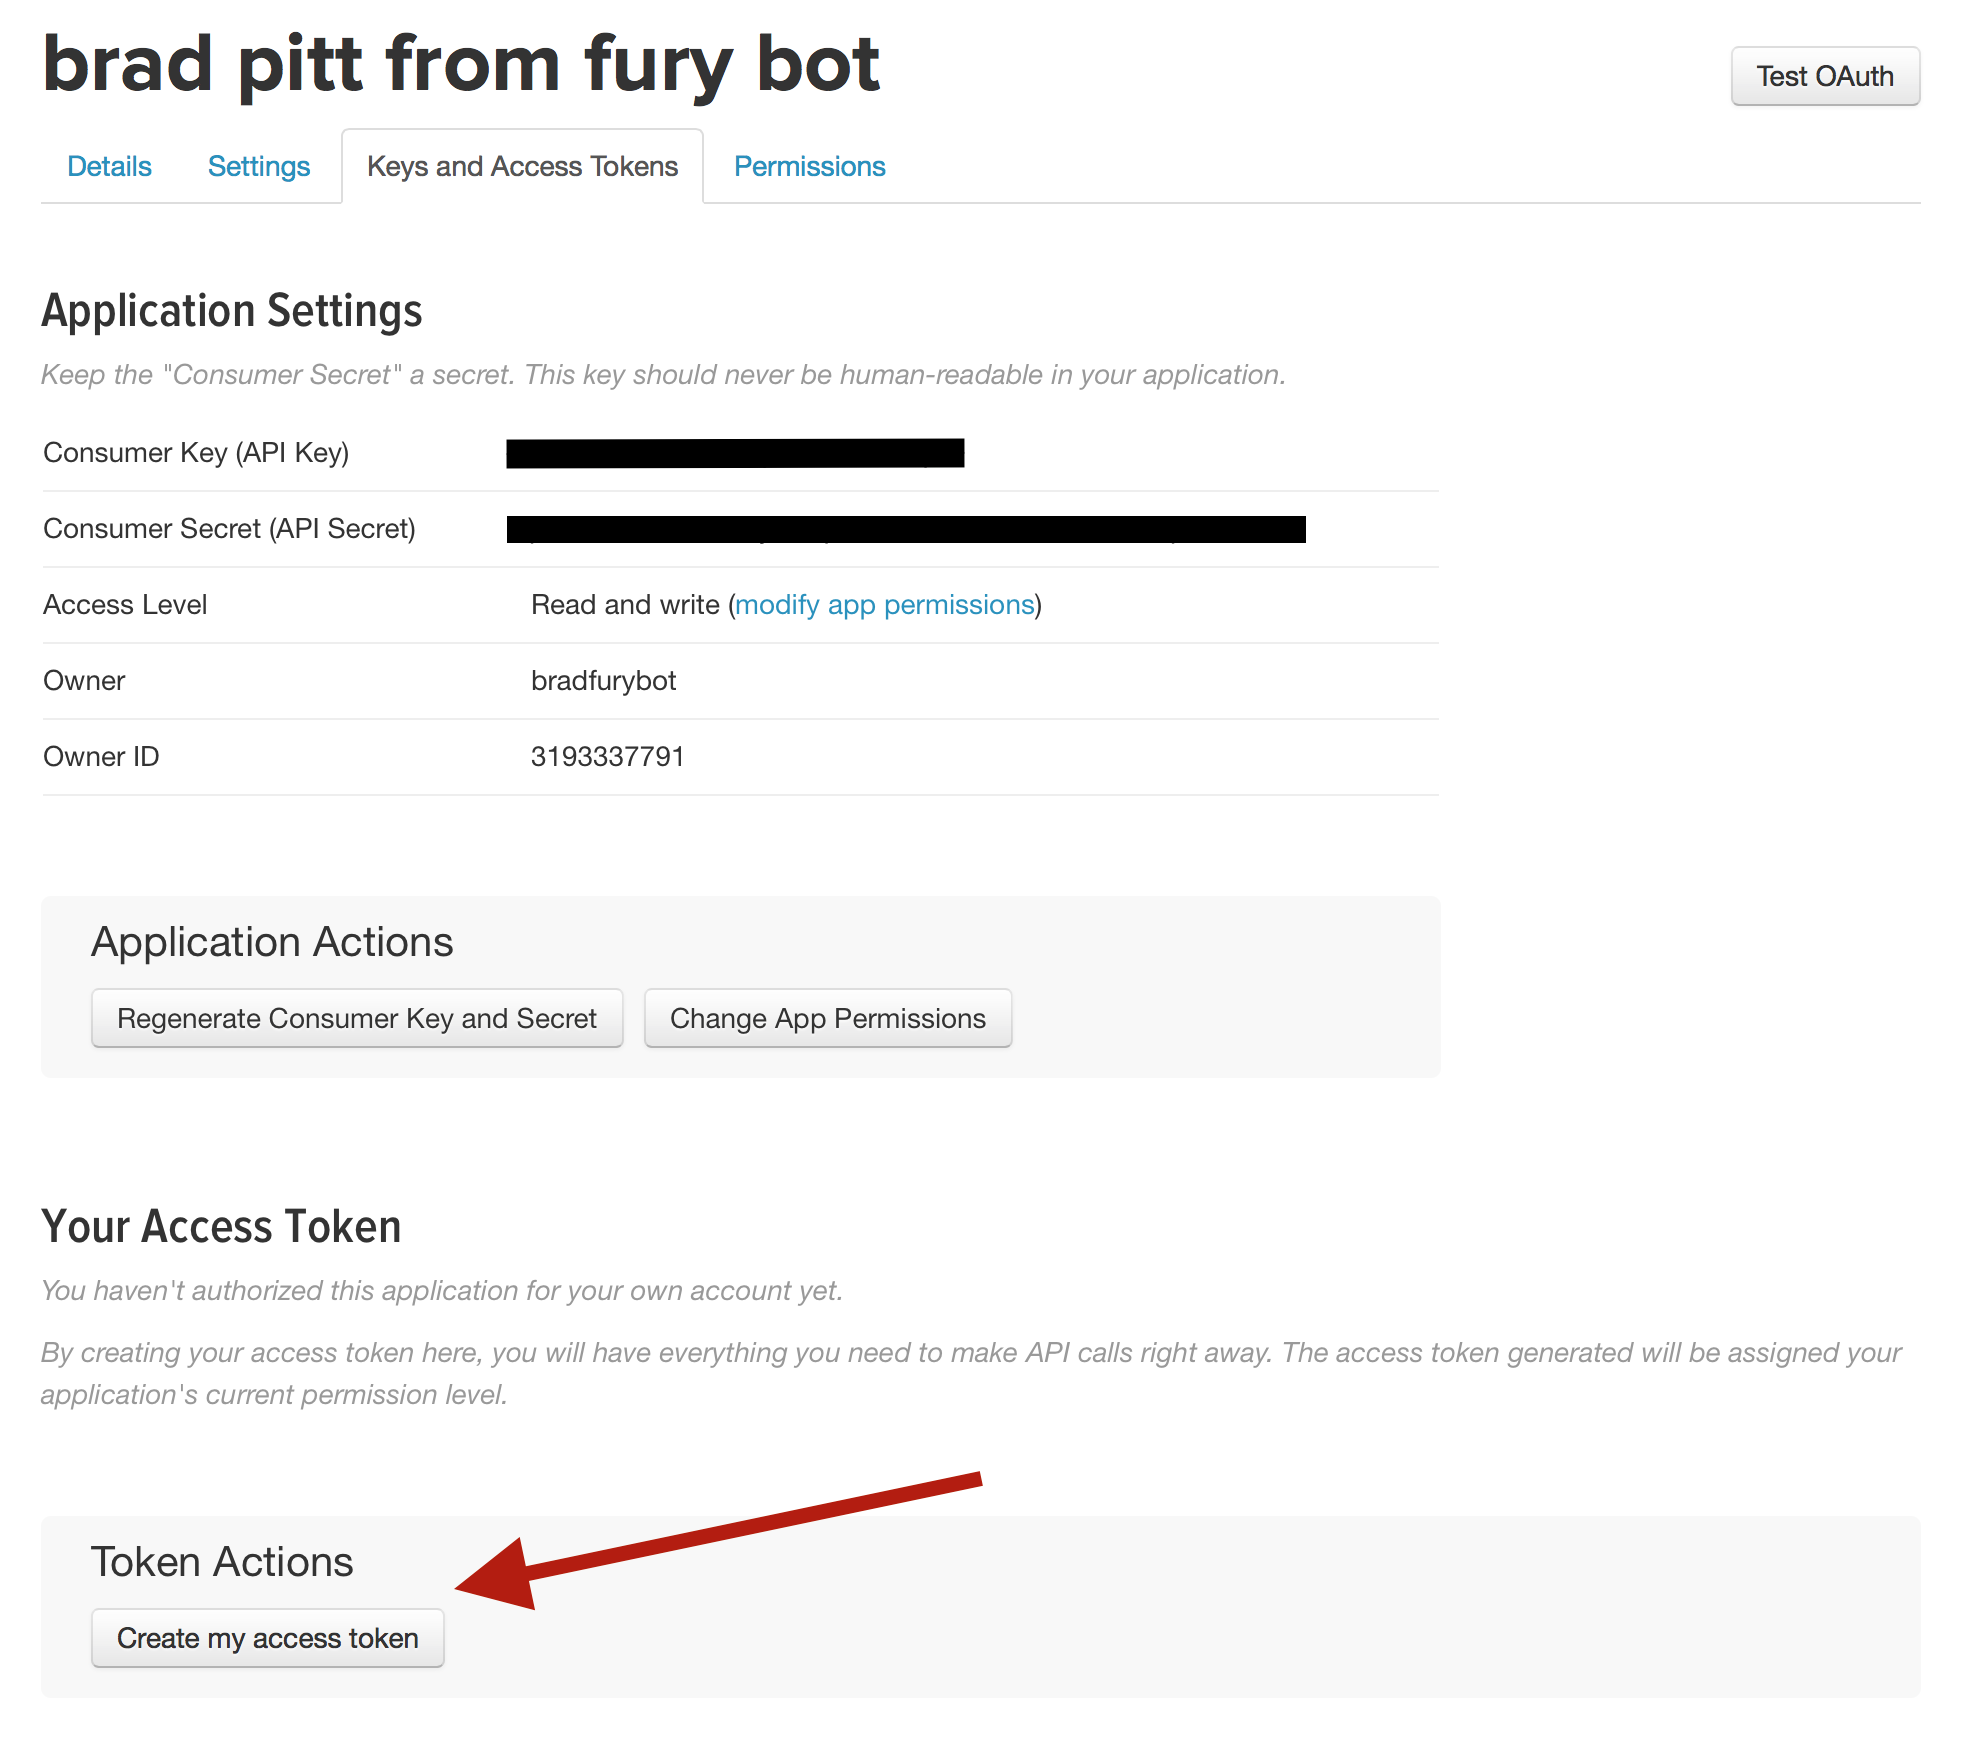 brad pitt from fury bot
Test OAuth
Details Settings Keys and Access Tokens Permissions
Application Settings
Keep the "Consumer Secret" a secret. This key should never be human-readable in your application.
Consumer Key (API Key)
Consumer Secret (API Secret)
Access Level Read and write (modify app permissions)
Owner bradfurybot
Owner ID 3193337791
Application Actions
Regenerate Consumer Key and Secret Change App Permissions
Your Access Token
You haven't authorized this application for your own account yet.
By creating your access token here, you will have everything you need to make API calls right away. The access token generated will be assigned your
application's current permission level.
Token Actions
Create my access token